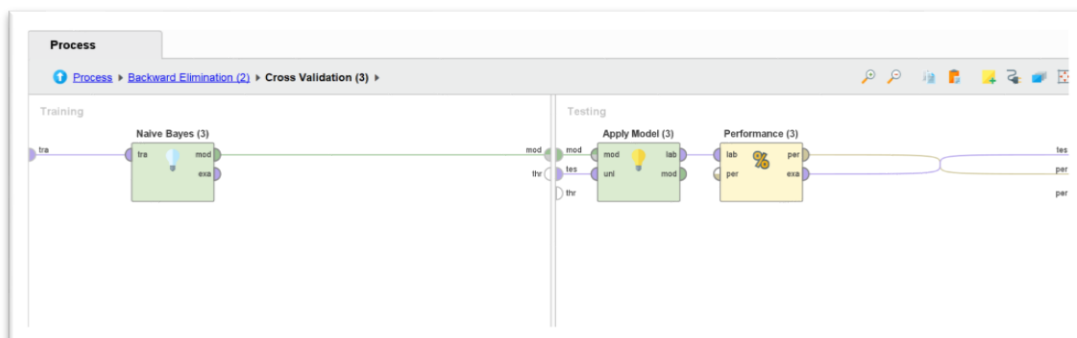 Process
Process ▸ Backward Elimination (2) ▸ Cross Validation (3) ▸
Training
Testing
Naive Bayes (3)
Apply Model (3)
Performance (3)
tra
tra
mod
exa
mod
thr
mod
tes
thr
mod
unl
lab
mod
lab
per
%
per
exa
tes
per
per